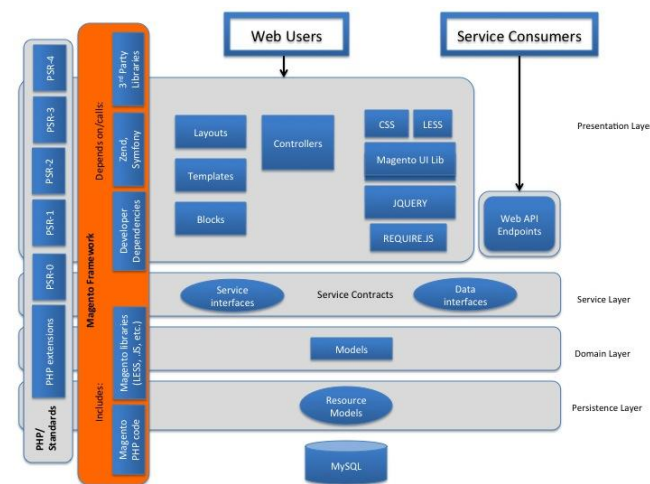 Web Users
Service Consumers
PSR-4
PSR-3
PSR-2
PSR-1
PSR-0
PHP extensions
PHP/
Standards
Magento Framework
Depends on/calls:
Includes:
3rd Party
Libraries
Zend,
Symfony
Developer
Dependencies
Magento libraries
(LESS, .JS, etc.)
Magento
PHP code
Layouts
Templates
Blocks
Controllers
CSS
LESS
Magento UI Lib
JQUERY
REQUIRE.JS
Presentation Laye
Web API
Endpoints
Service
interfaces
Service Contracts
Data
interfaces
Service Layer
Models
Domain Layer
Resource
Models
Persistence Layer
MySQL